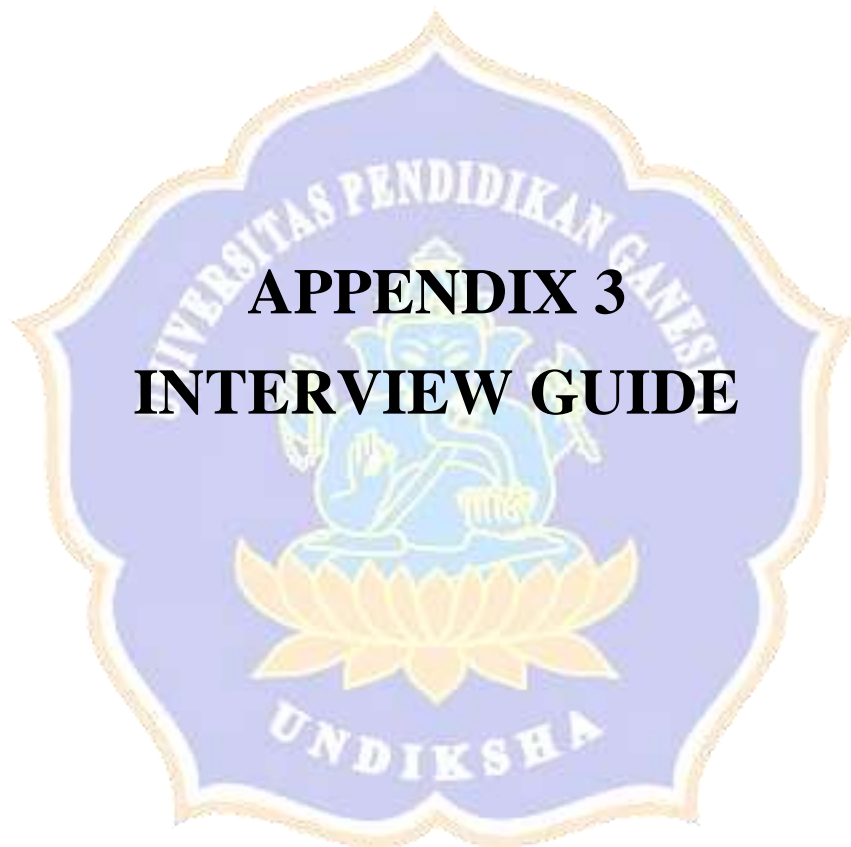 UNIVERSITAS PENDIDIKAN GANESHA
APPENDIX 3
INTERVIEW GUIDE
UNDIKSHA